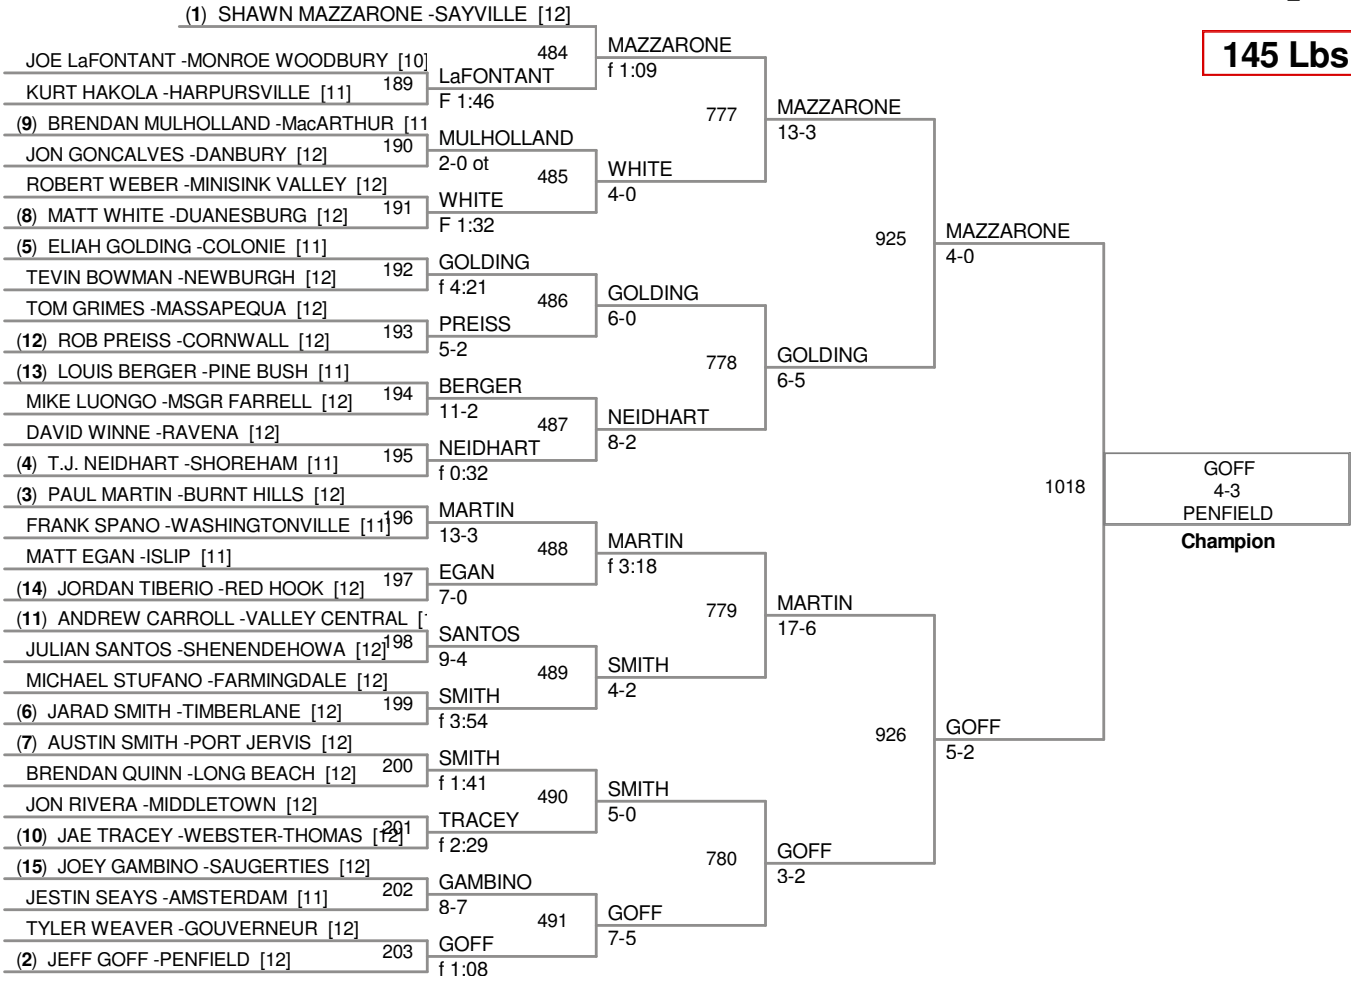 (1) SHAWN MAZZARONE -SAYVILLE [12]
145 Lbs
JOE LaFONTANT -MONROE WOODBURY [10]
KURT HAKOLA -HARPURSVILLE [11]
(9) BRENDAN MULHOLLAND -MacARTHUR [11
JON GONCALVES -DANBURY [12]
ROBERT WEBER -MINISINK VALLEY [12]
(8) MATT WHITE -DUANESBURG [12]
(5) ELIAH GOLDING -COLONIE [11]
TEVIN BOWMAN -NEWBURGH [12]
TOM GRIMES -MASSAPEQUA [12]
(12) ROB PREISS -CORNWALL [12]
(13) LOUIS BERGER -PINE BUSH [11]
MIKE LUONGO -MSGR FARRELL [12]
DAVID WINNE -RAVENA [12]
(4) T.J. NEIDHART -SHOREHAM [11]
(3) PAUL MARTIN -BURNT HILLS [12]
FRANK SPANO -WASHINGTONVILLE [11]
MATT EGAN -ISLIP [11]
(14) JORDAN TIBERIO -RED HOOK [12]
(11) ANDREW CARROLL -VALLEY CENTRAL [
JULIAN SANTOS -SHENENDEHOWA [12]
MICHAEL STUFANO -FARMINGDALE [12]
(6) JARAD SMITH -TIMBERLANE [12]
(7) AUSTIN SMITH -PORT JERVIS [12]
BRENDAN QUINN -LONG BEACH [12]
JON RIVERA -MIDDLETOWN [12]
(10) JAE TRACEY -WEBSTER-THOMAS [12]
(15) JOEY GAMBINO -SAUGERTIES [12]
JESTIN SEAYS -AMSTERDAM [11]
TYLER WEAVER -GOUVERNEUR [12]
(2) JEFF GOFF -PENFIELD [12]
189
190
191
192
193
194
195
196
197
198
199
200
201
202
203
LaFONTANT
F 1:46
MULHOLLAND
2-0 ot
WHITE
F 1:32
GOLDING
f 4:21
PREISS
5-2
BERGER
11-2
NEIDHART
f 0:32
MARTIN
13-3
EGAN
7-0
SANTOS
9-4
SMITH
f 3:54
SMITH
f 1:41
TRACEY
f 2:29
GAMBINO
8-7
GOFF
f 1:08
484
485
486
487
488
489
490
491
MAZZARONE
f 1:09
WHITE
4-0
GOLDING
6-0
NEIDHART
8-2
MARTIN
f 3:18
SMITH
4-2
SMITH
5-0
GOFF
7-5
777
778
779
780
MAZZARONE
13-3
GOLDING
6-5
MARTIN
17-6
GOFF
3-2
925
926
MAZZARONE
4-0
GOFF
5-2
1018
GOFF
4-3
PENFIELD
Champion